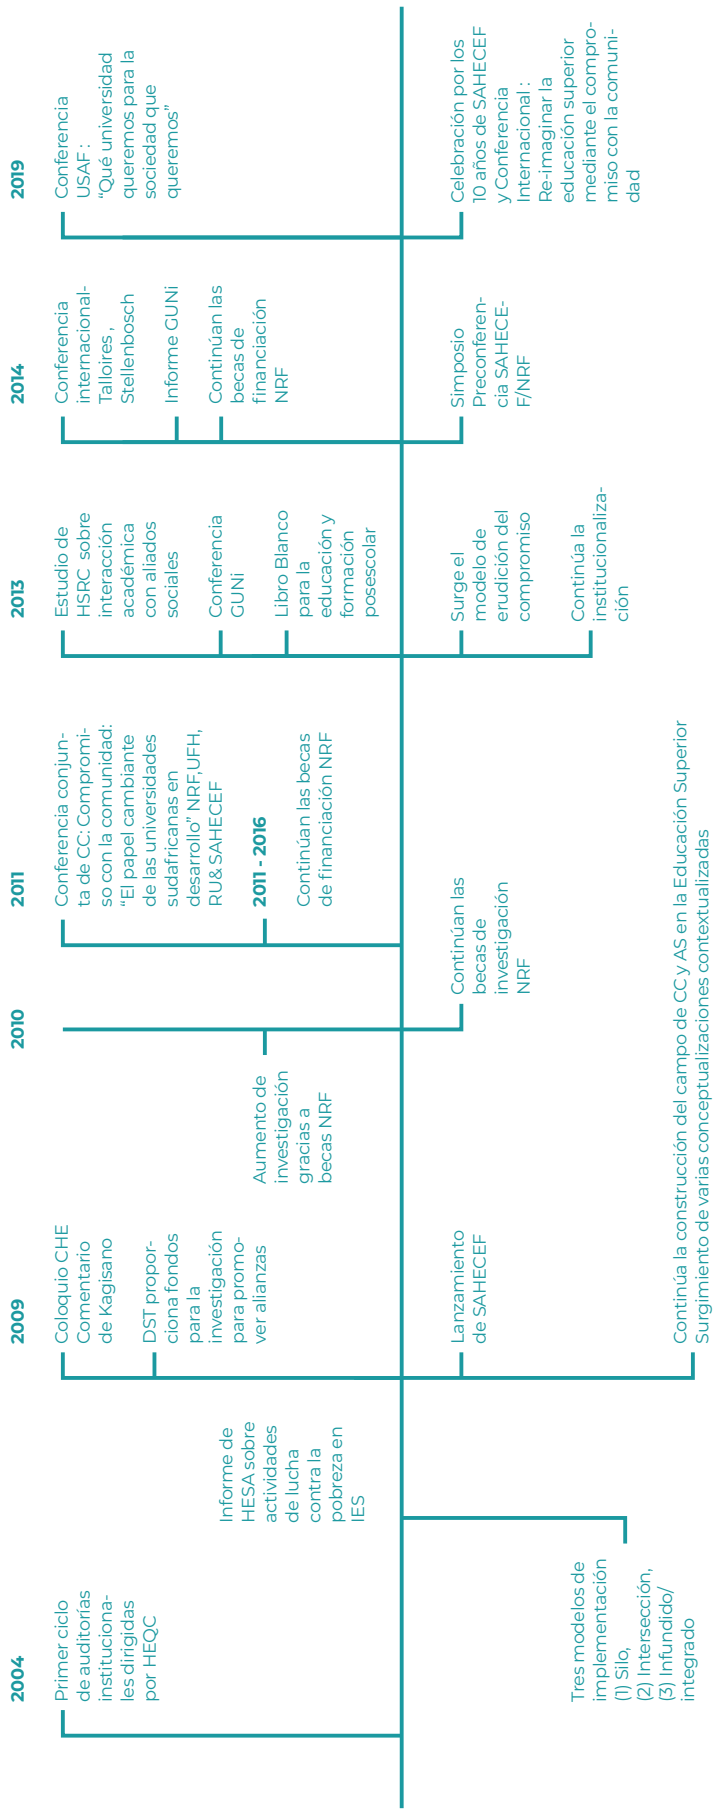 2004
Primer ciclo
de auditorías
instituciona-
les dirigidas
por HEQC
Informe de
HESA sobre
actividades
de lucha
contra la
pobreza en
IES
Tres modelos de
implementación
(1) Silo,
(2) Intersección,
(3) Infundido/
integrado
2009
Coloquio CHE
Comentario
de Kagisano
DST propor-
ciona fondos
para la
investigación
para promo-
ver alianzas
Lanzamiento
de SAHECEF
Continúa la construcción del campo de CC y AS en la Educación Superior
Surgimiento de varias conceptualizaciones contextualizadas
2010
Aumento de
investigación
gracias a
becas NRF
Continúan las
becas de
investigación
NRF
2011
Conferencia conjun-
ta de CC: Compromi-
so con la comunidad:
“El papel cambiante
de las universidades
sudafricanas en
desarrollo” NRF,UFH,
RU& SAHECEF
2011 - 2016
Continúan las becas
de financiación NRF
2013
Estudio de
HSRC sobre
interacción
académica
con aliados
sociales
Conferencia
GUNi
Libro Blanco
para la
educación y
formación
posescolar
Surge el
modelo de
erudición del
compromiso
Continúa la
institucionaliza-
ción
2014
Conferencia
internacional-
Talloires ,
Stellenbosch
Informe GUNi
Continúan las
becas de
financiación
NRF
Simposio
Preconferen-
cia SAHECE-
F/NRF
2019
Conferencia
USAF :
“Qué universidad
queremos para la
sociedad que
queremos”
Celebración por los
10 años de SAHECEF
y Conferencia
Internacional :
Re-imaginar la
educación superior
mediante el compro-
miso con la comuni-
dad